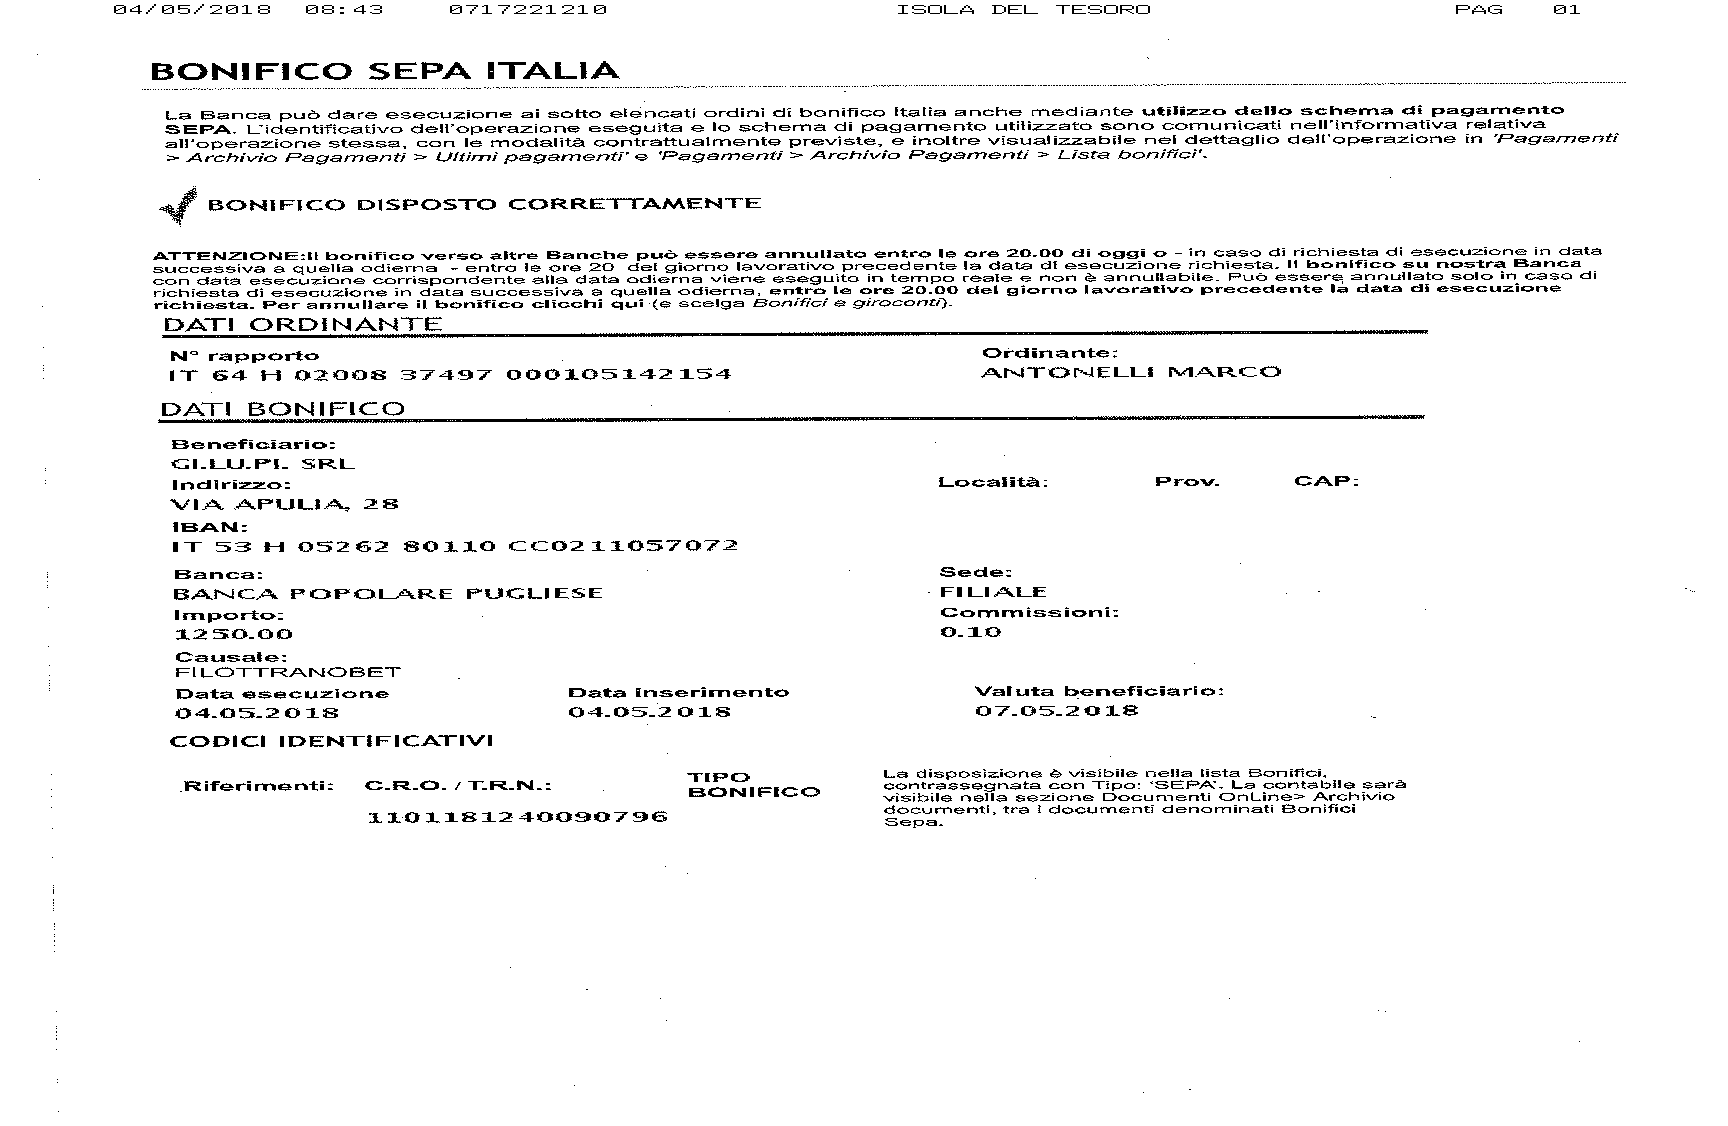 04/05/2018 08:43 0717221210 ISOLA DEL TESORO PAG 01
BONIFICO SEPA ITALIA
La Banca può dare esecuzione ai sotto elencati ordini di bonifico Italia anche mediante utilizzo dello schema di pagamento
SEPA. L'identificativo dell'operazione eseguita e lo schema di pagamento utilizzato sono comunicati nell'informativa relativa
all'operazione stessa, con le modalità contrattualmente previste, e inoltre visualizzabile nel dettaglio dell'operazione in 'Pagamenti
> Archivio Pagamenti > Ultimi pagamenti' e 'Pagamenti > Archivio Pagamenti > Lista bonifici'.
BONIFICO DISPOSTO CORRETTAMENTE
ATTENZIONE:Il bonifico verso altre Banche può essere annullato entro le ore 20.00 di oggi o - in caso di richiesta di esecuzione in data
successiva a quella odierna - entro le ore 20 del giorno lavorativo precedente la data di esecuzione richiesta. Il bonifico su nostra Banca
con data esecuzione corrispondente alla data odierna viene eseguito in tempo reale e non è annullabile. Può essere annullato solo in caso di
richiesta di esecuzione in data successiva a quella odierna, entro le ore 20.00 del giorno lavorativo precedente la data di esecuzione
richiesta. Per annullare il bonifico clicchi qui (e scelga Bonifici e giroconti).
DATI ORDINANTE
N° rapporto Ordinante:
IT 64 H 02008 37497 000105142154 ANTONELLI MARCO
DATI BONIFICO
Beneficiario:
GI.LU.PI. SRL
Indirizzo: Località: Prov. CAP:
VIA APULIA, 28
IBAN:
IT 53 H 05262 80110 CC0211057072
Banca: Sede:
BANCA POPOLARE PUGLIESE FILIALE
Importo: Commissioni:
1250.00 0.10
Causale:
FILOTTRANOBET
Data esecuzione Data inserimento Valuta beneficiario:
04.05.2018 04.05.2018 07.05.2018
CODICI IDENTIFICATIVI
Riferimenti: C.R.O. / T.R.N.: TIPO BONIFICO
1101181240090796
La disposizione è visibile nella lista Bonifici,
contrassegnata con Tipo: 'SEPA'. La contabile sarà
visibile nella sezione Documenti OnLine> Archivio
documenti, tra i documenti denominati Bonifici
Sepa.